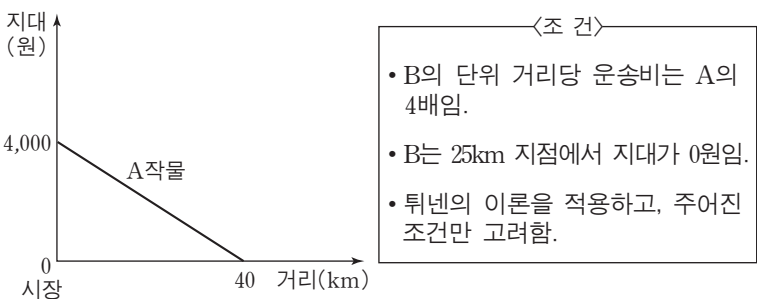 지대
(원)
4,000
A작물
0
시장
40
거리(km)
〈조 건〉
• B의 단위 거리당 운송비는 A의
4배임.
• B는 25km 지점에서 지대가 0원임.
• 튀넨의 이론을 적용하고, 주어진
조건만 고려함.